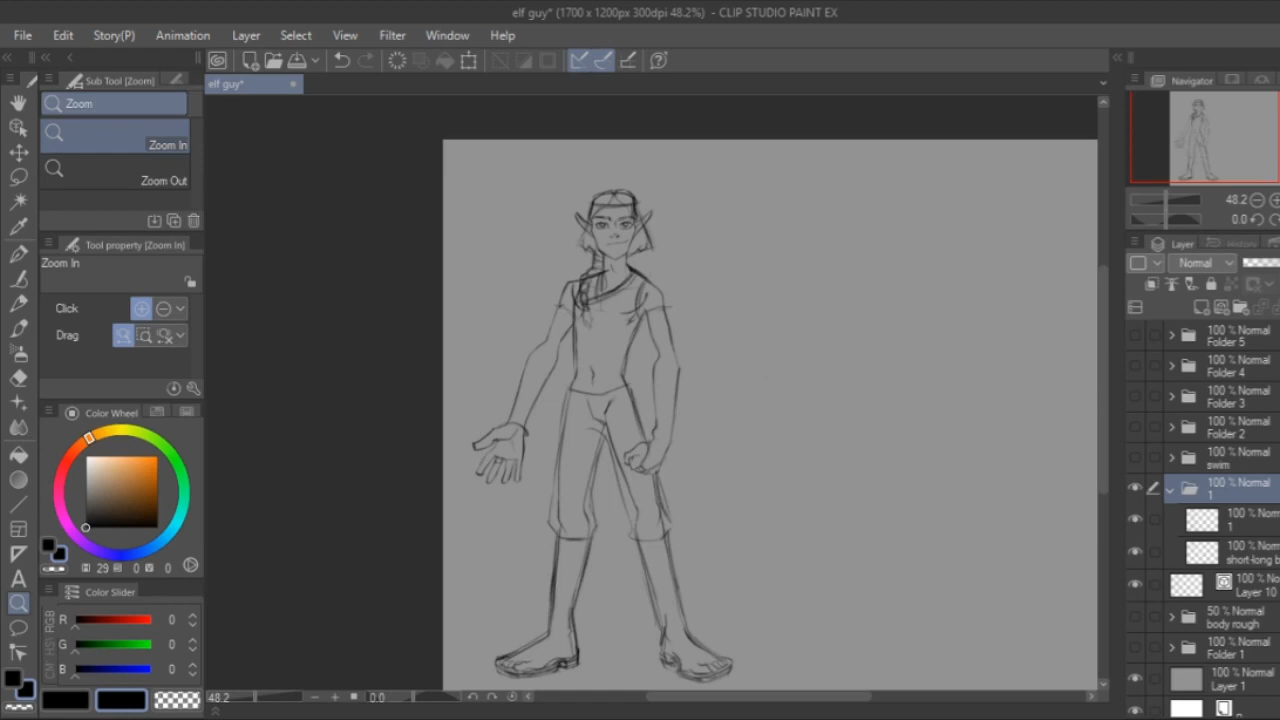 elf guy* (1700 x 1200px 300dpi 48.2%) - CLIP STUDIO PAINT EX
File Edit Story(P) Animation Layer Select View Filter Window Help
Sub Tool [Zoom]
Zoom
Zoom In
Zoom Out
Tool property [Zoom In]
Zoom In
Click
Drag
Color Wheel
H 29 S 0 V 0
Color Slider
RGB
R 0
G 0
B 0
elf guy*
48.2
0.0
Navigator
48.2
0.0
Layer History
Normal
100 % Normal
Folder 5
100 % Normal
Folder 4
100 % Normal
Folder 3
100 % Normal
Folder 2
100 % Normal
swim
100 % Normal
1
100 % Norm
1
100 % Norm
short-long b
100 % No
Layer 10
50 % Normal
body rough
100 % Normal
Folder 1
100 % Normal
Layer 1